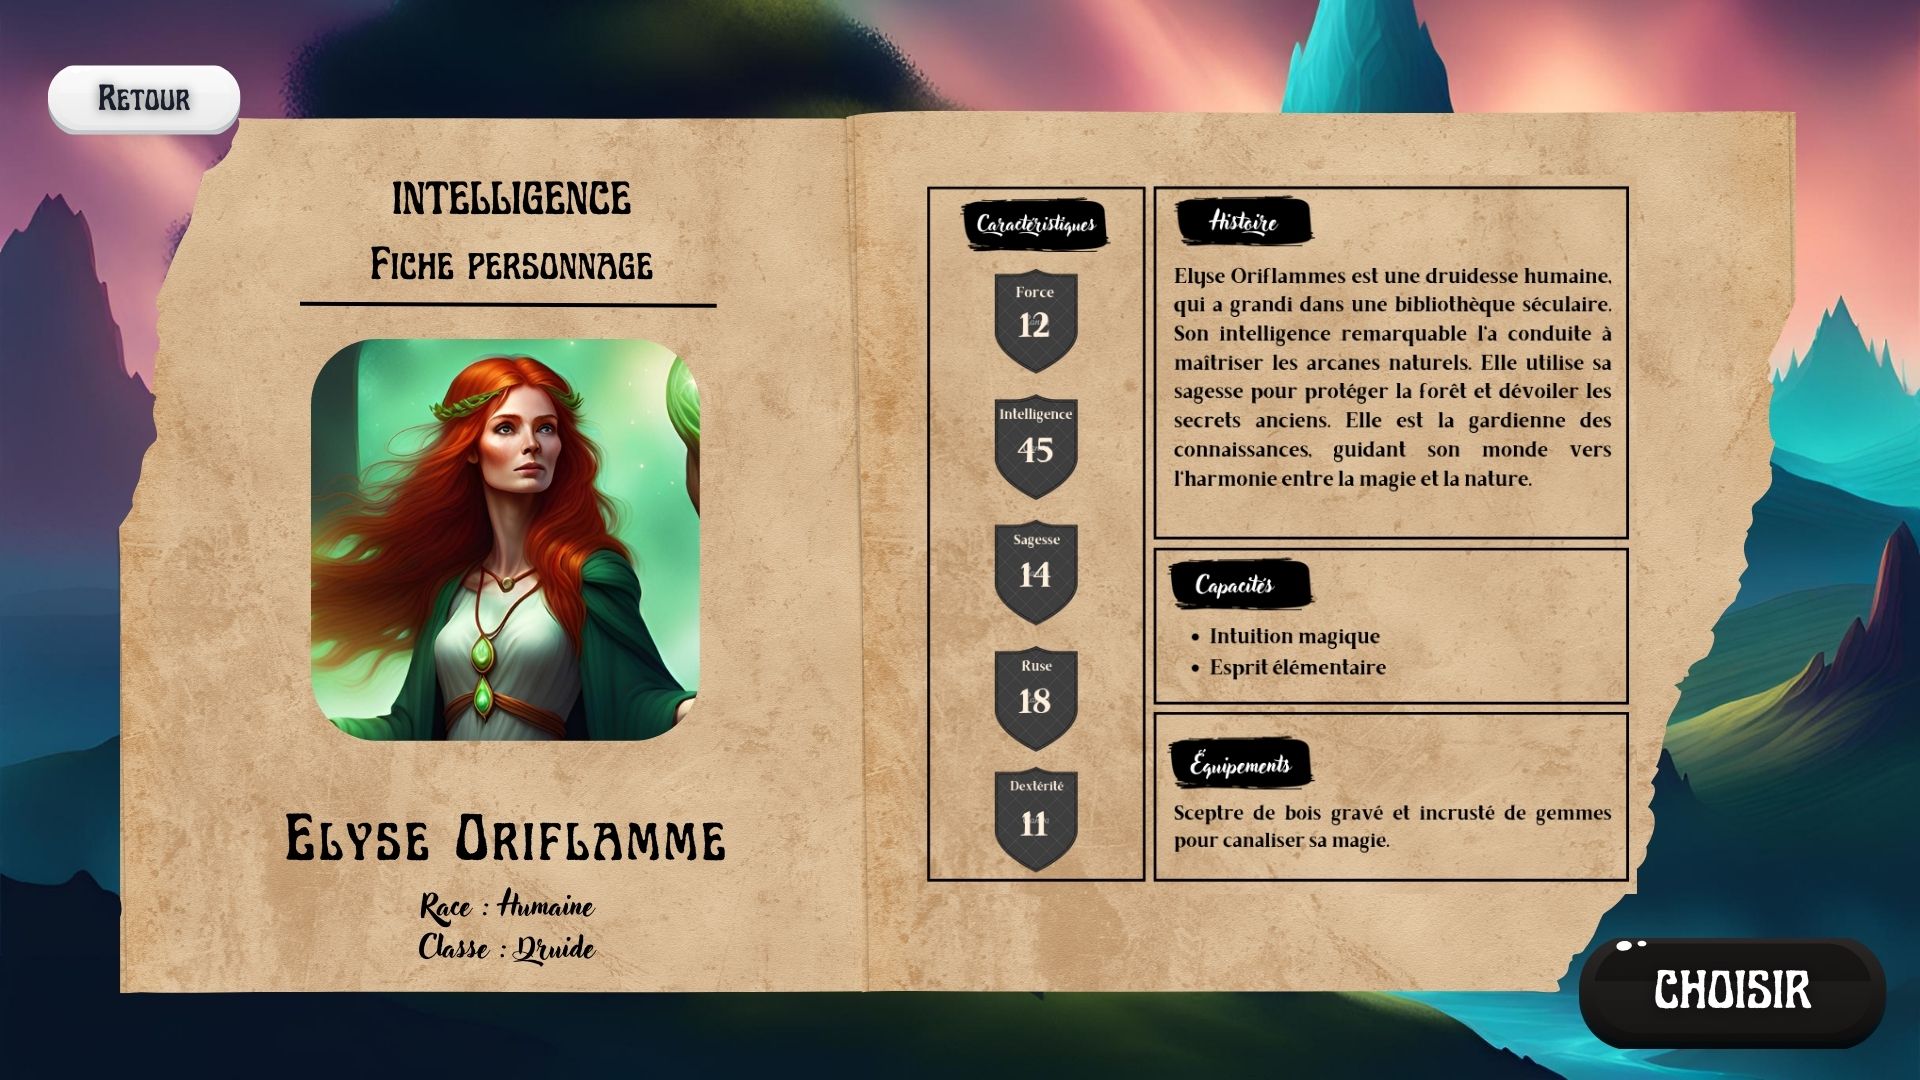 Retour
INTELLIGENCE
Fiche personnage
Elyse Oriflamme
Race : Humaine
Classe : Druide
Caractéristiques
Force
12
Intelligence
45
Sagesse
14
Ruse
18
Dextérité
11
Histoire
Elyse Oriflammes est une druidesse humaine,
qui a grandi dans une bibliothèque séculaire.
Son intelligence remarquable l'a conduite à
maîtriser les arcanes naturels. Elle utilise sa
sagesse pour protéger la forêt et dévoiler les
secrets anciens. Elle est la gardienne des
connaissances, guidant son monde vers
l'harmonie entre la magie et la nature.
Capacités
• Intuition magique
• Esprit élémentaire
Équipements
Sceptre de bois gravé et incrusté de gemmes
pour canaliser sa magie.
CHOISIR